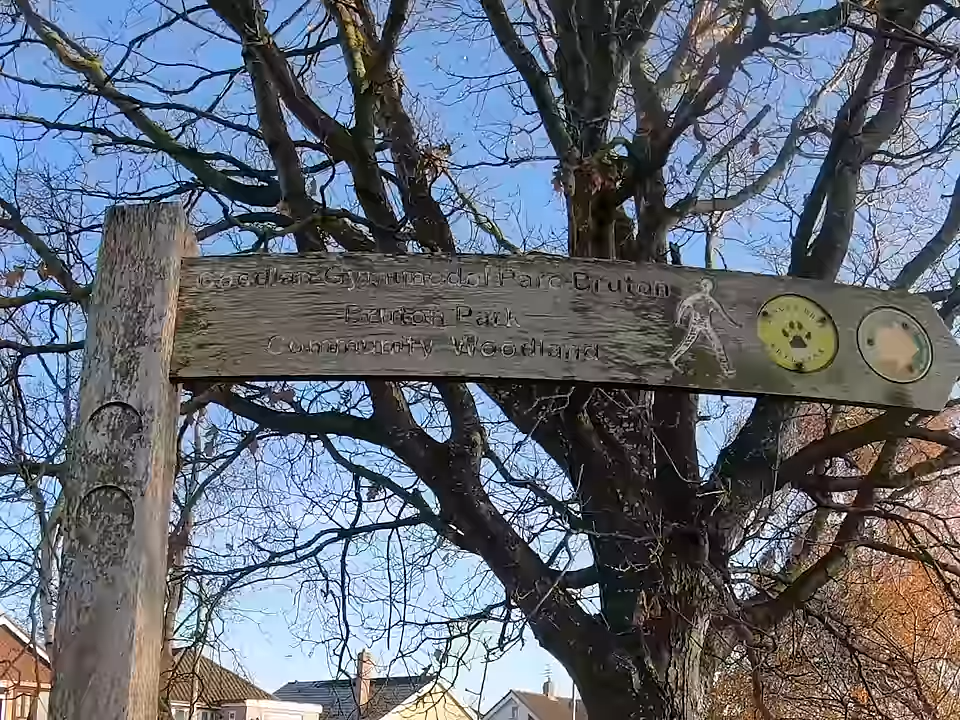 Coedlan Gymunedol Parc Bruton
Bruton Park
Community Woodland